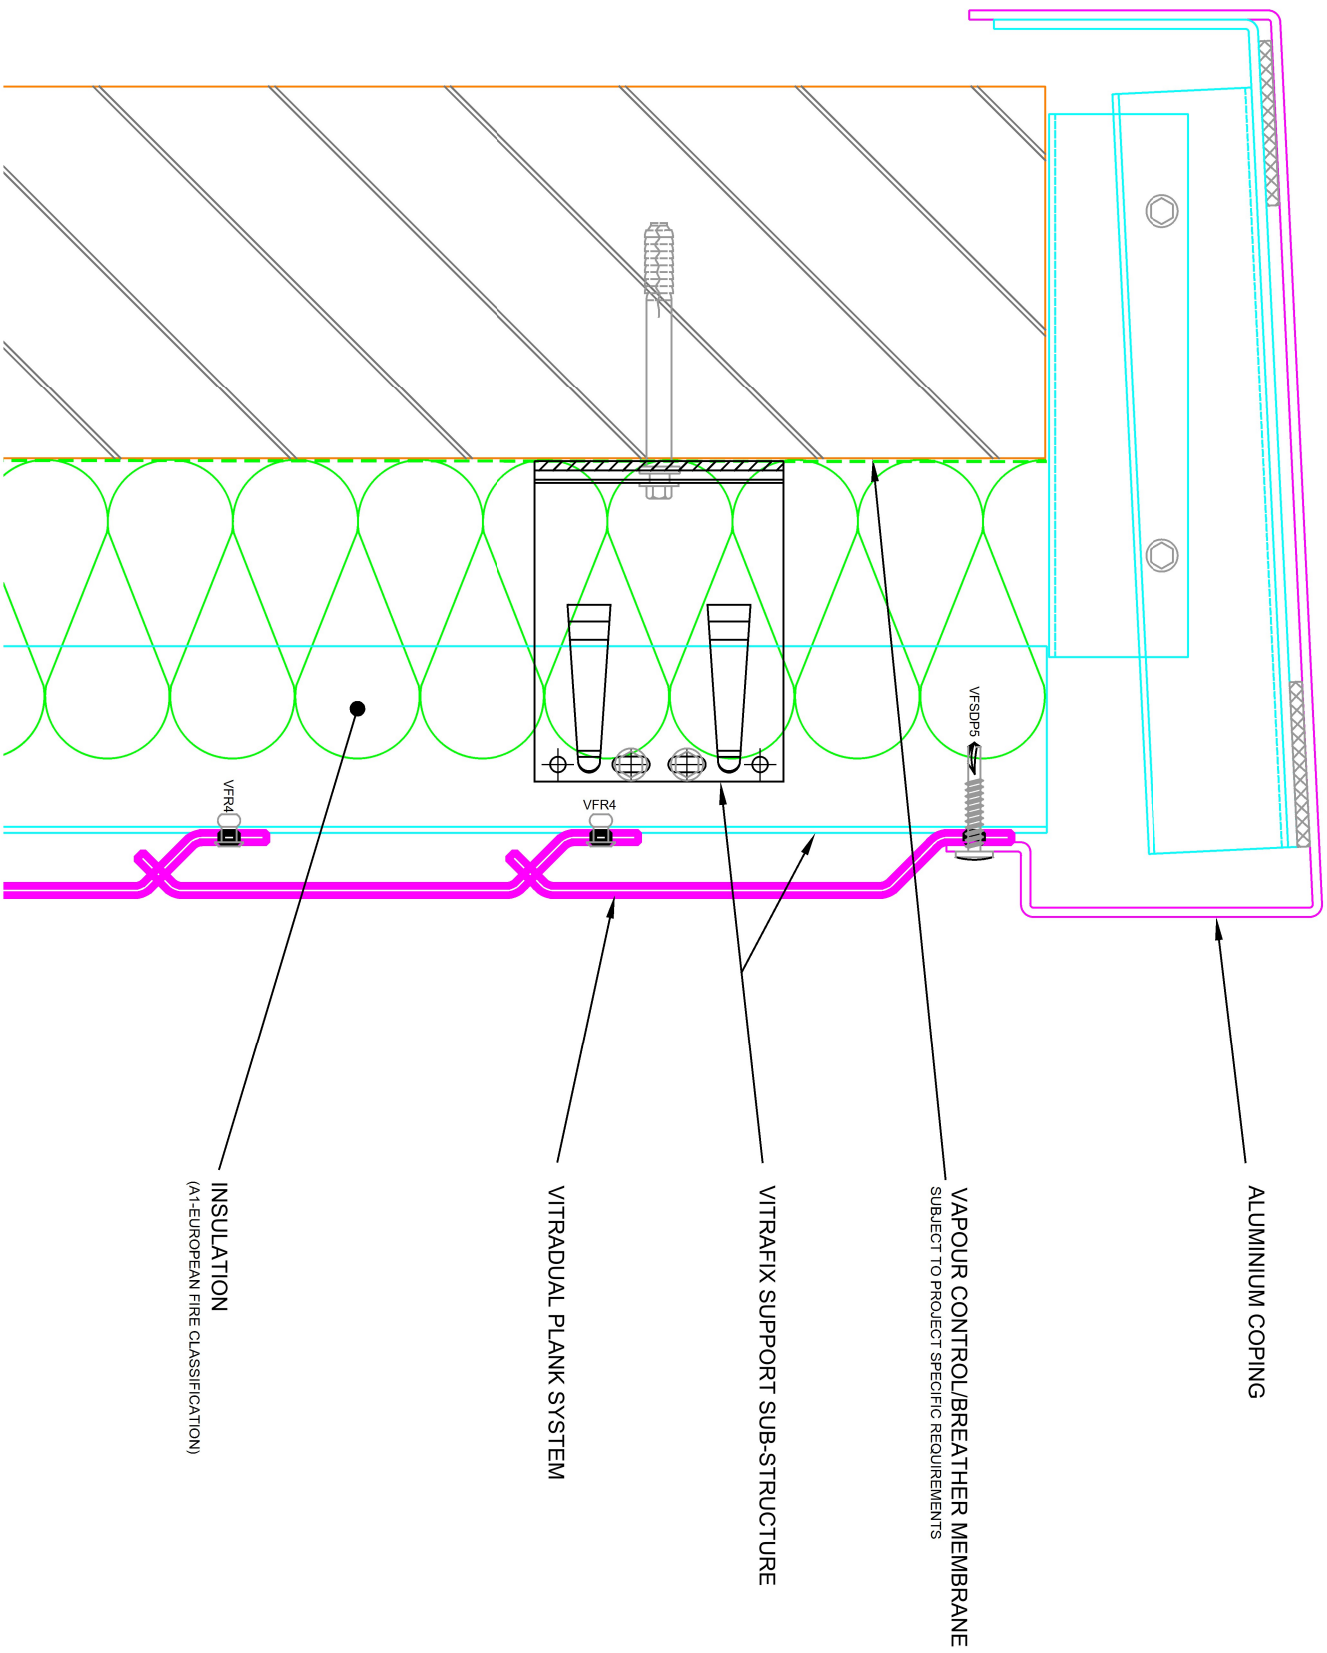 ALUMINIUM COPING
VAPOUR CONTROL/BREATHER MEMBRANE
SUBJECT TO PROJECT SPECIFIC REQUIREMENTS
VFSDP5
VITRAFIX SUPPORT SUB-STRUCTURE
VFR4
VITRADUAL PLANK SYSTEM
VFR4
INSULATION
(A1-EUROPEAN FIRE CLASSIFICATION)